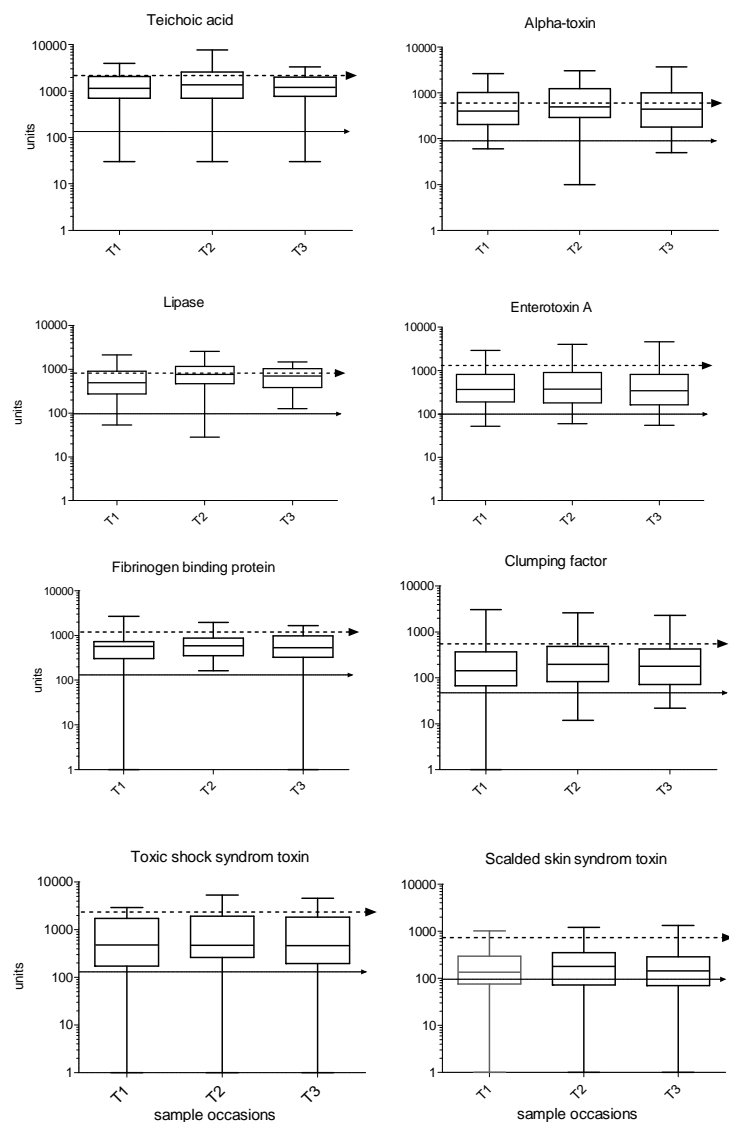 Teichoic acid
units
10000
1000
100
10
1
T1
T2
T3
Alpha-toxin
10000
1000
100
10
1
T1
T2
T3
Lipase
units
10000
1000
100
10
1
T1
T2
T3
Enterotoxin A
10000
1000
100
10
1
T1
T2
T3
Fibrinogen binding protein
units
10000
1000
100
10
1
T1
T2
T3
Clumping factor
10000
1000
100
10
1
T1
T2
T3
Toxic shock syndrom toxin
units
10000
1000
100
10
1
T1
T2
T3
sample occasions
Scalded skin syndrom toxin
10000
1000
100
10
1
T1
T2
T3
sample occasions